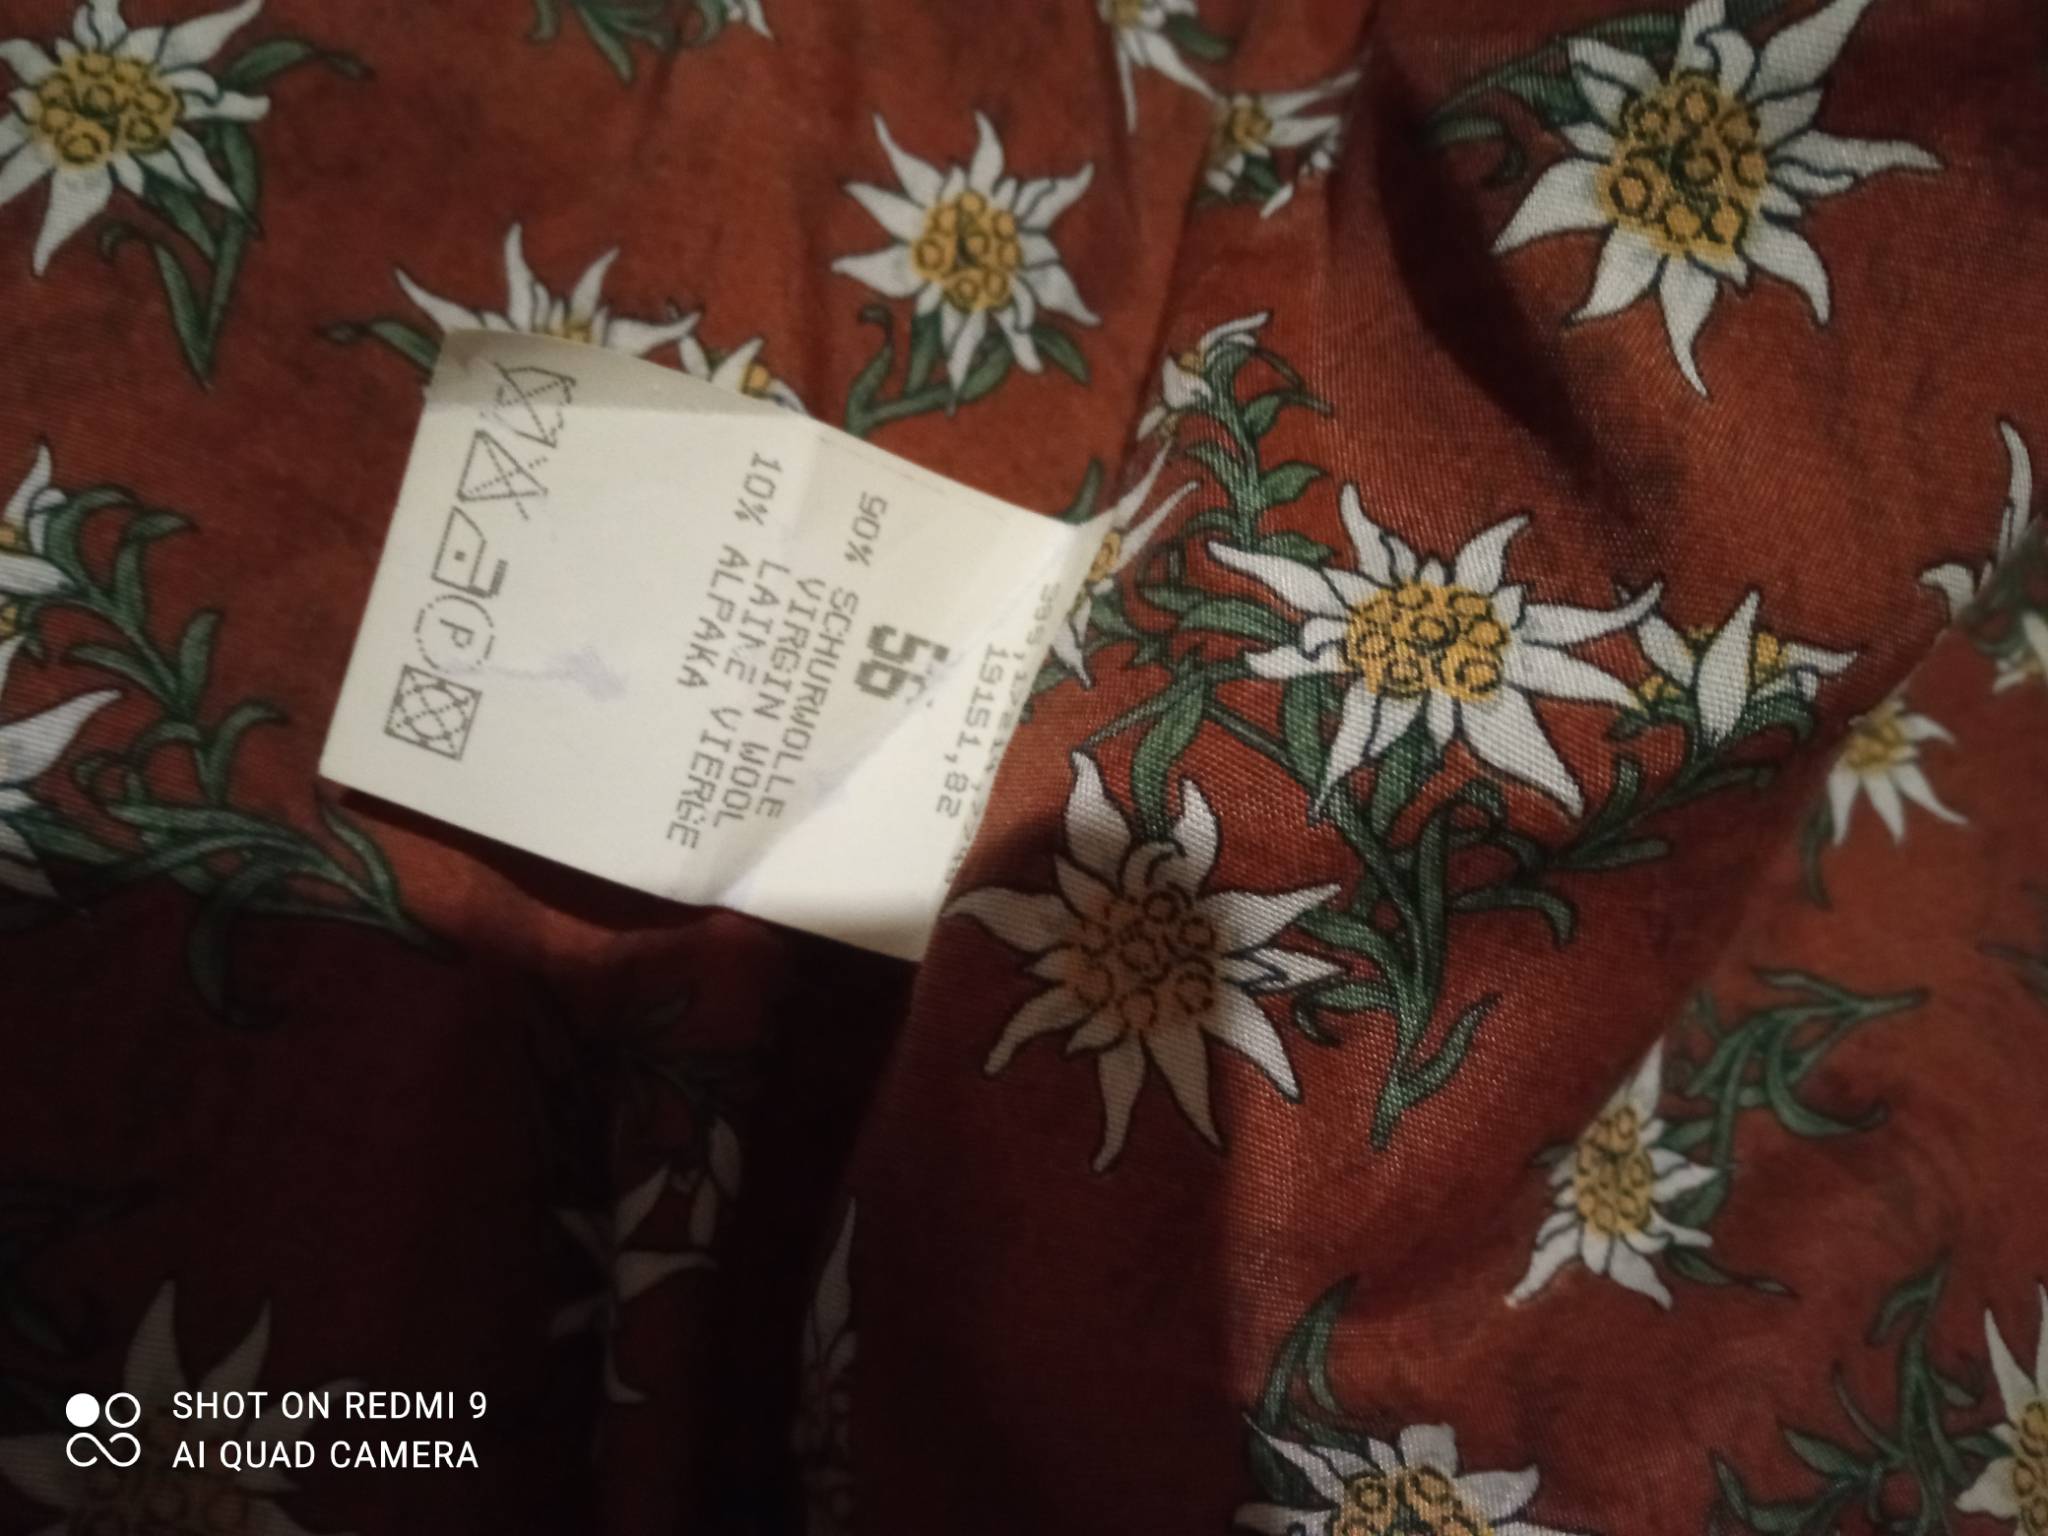 19151,82
56
90% SCHURWOLLE
VIRGIN WOOL
LAINE VIERGE
10% ALPAKA
P
SHOT ON REDMI 9
AI QUAD CAMERA